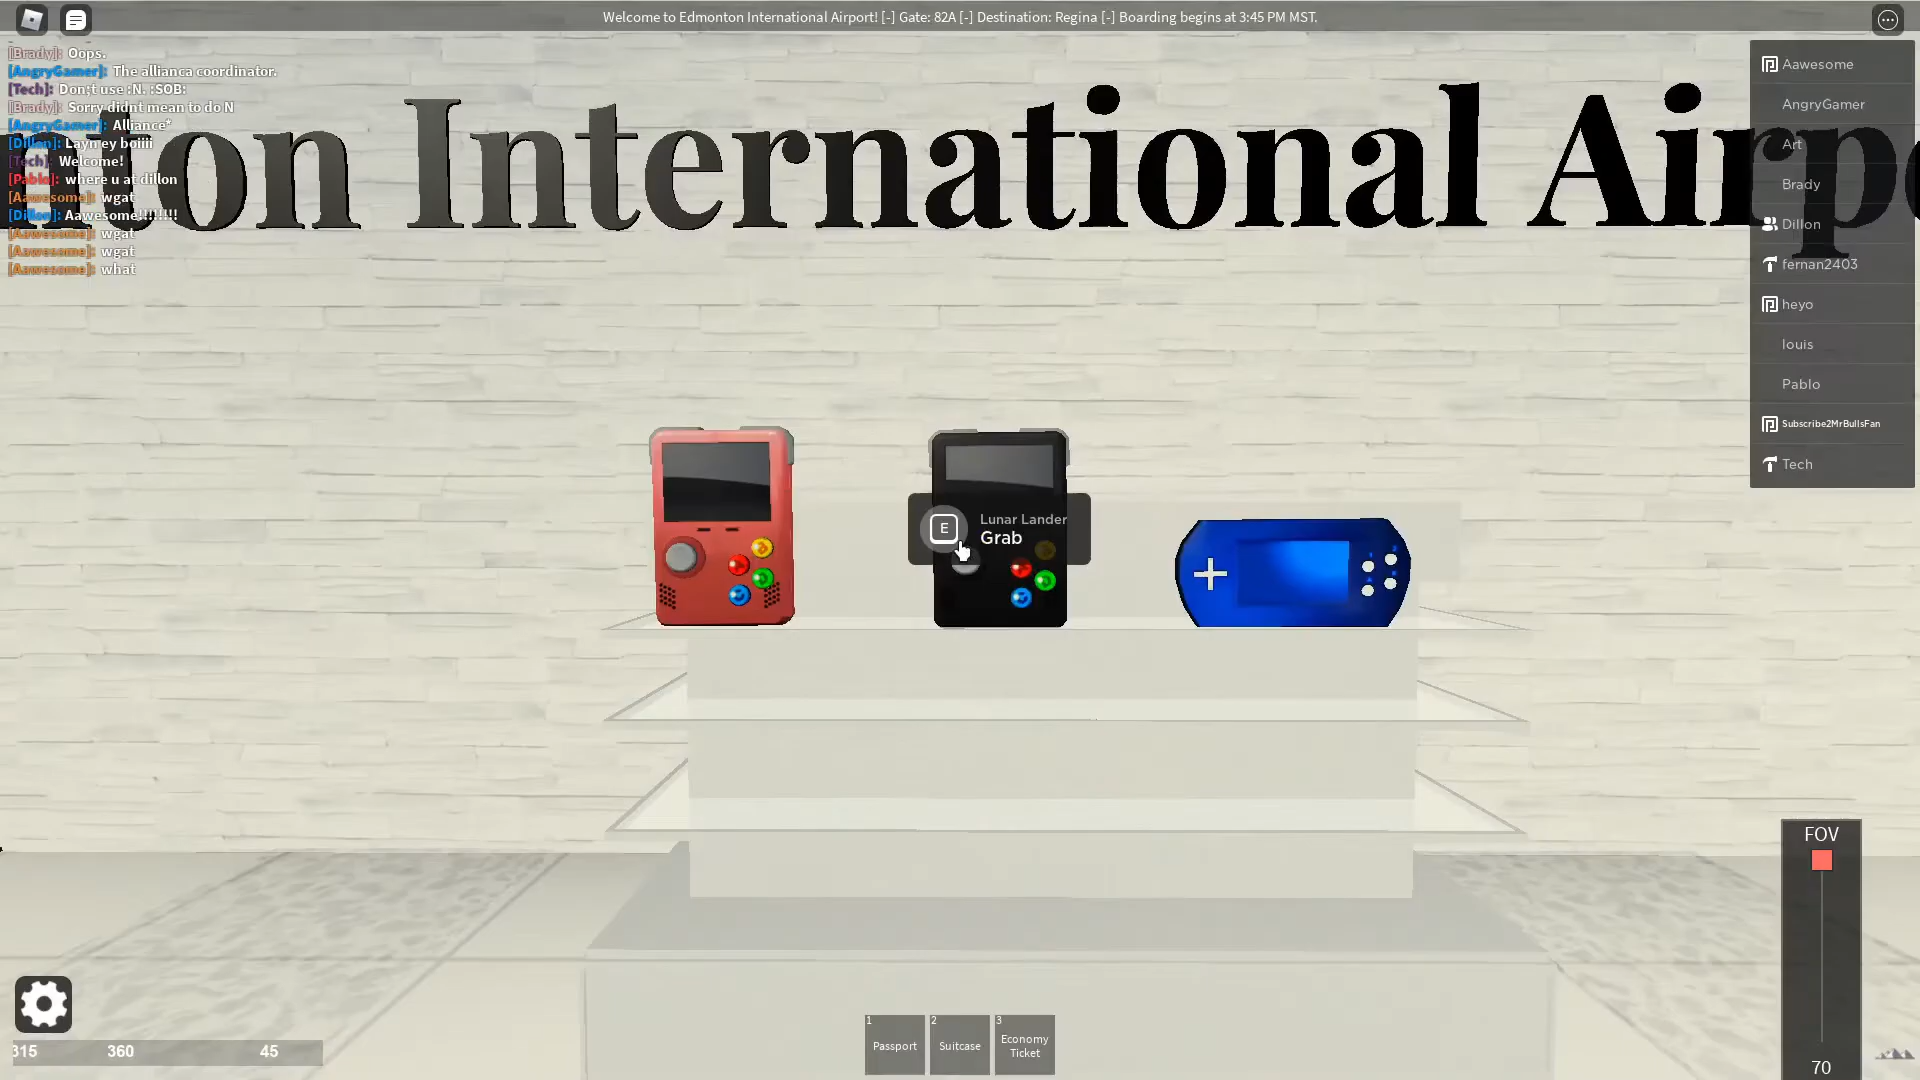 Welcome to Edmonton International Airport! [-] Gate: 82A [-] Destination: Regina [-] Boarding begins at 3:45 PM MST.
[Brady]: Oops.
[AngryGamer]: The allianca coordinator.
[Tech]: Don;t use :N. :SOB:
[Brady]: Sorry didnt mean to do N
[AngryGamer]: Alliance*
[Dillon]: Layn ey boiiii
[Tech]: Welcome!
[Pablo]: where u at dillon
[Aawesome]: wgat
[Dillon]: Aawesome!!!!!!!!
[Aawesome]: wgat
[Aawesome]: wgat
[Aawesome]: what
nton International Airpo
Aawesome
AngryGamer
Art
Brady
Dillon
fernan2403
heyo
louis
Pablo
Subscribe2MrBullsFan
Tech
E
Lunar Lander
Grab
FOV
70
315 360 45
1
Passport
2
Suitcase
3
Economy
Ticket